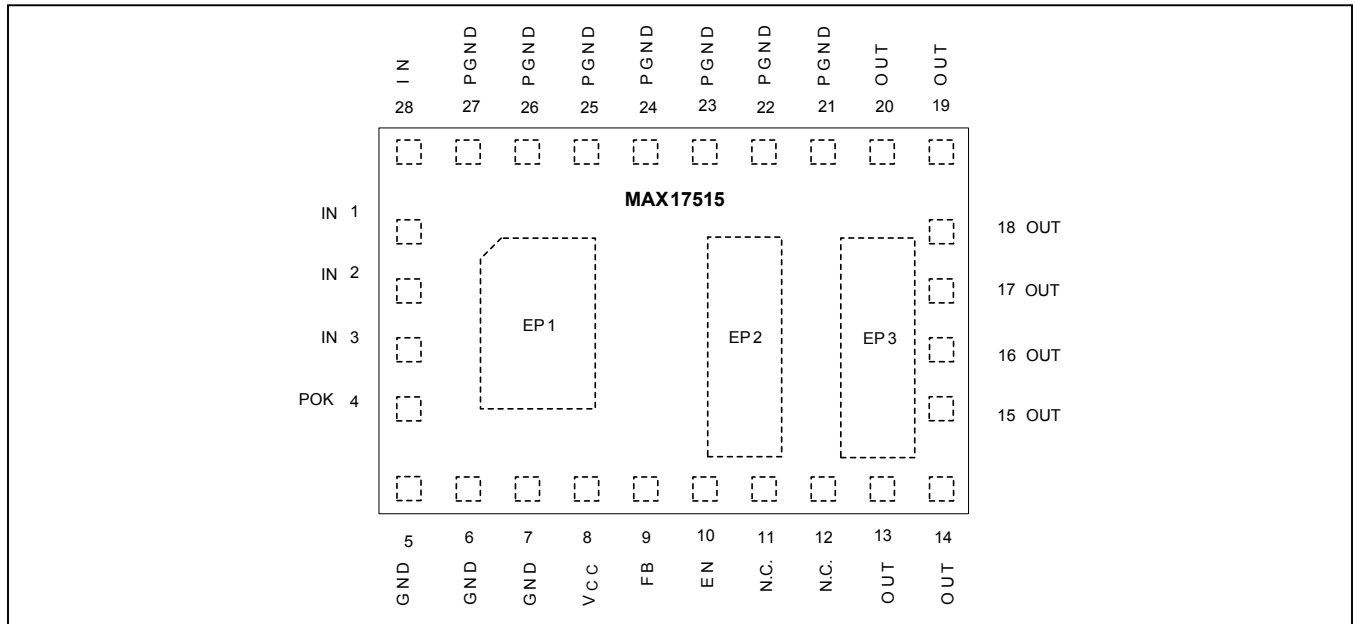 IN PGND PGND PGND PGND PGND PGND PGND OUT OUT
28 27 26 25 24 23 22 21 20 19
MAX17515
IN 1
18 OUT
IN 2
17 OUT
IN 3
16 OUT
POK 4
15 OUT
EP1
EP2
EP3
5 6 7 8 9 10 11 12 13 14
GND GND GND VCC FB EN N.C. N.C. OUT OUT